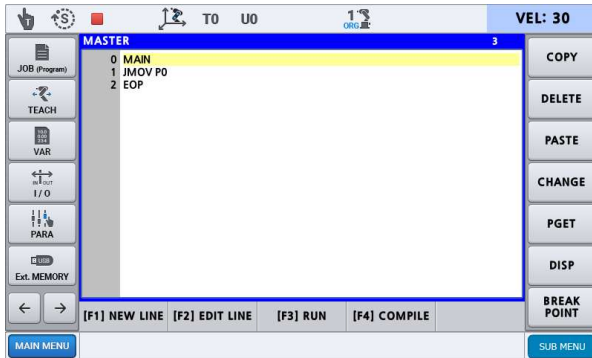 T0 U0 ORG VEL: 30
MASTER 3
0 MAIN
1 JMOV P0
2 EOP
JOB (Program)
TEACH
VAR
IN OUT
I/O
PARA
USB
Ext. MEMORY
← →
MAIN MENU
[F1] NEW LINE [F2] EDIT LINE [F3] RUN [F4] COMPILE
COPY
DELETE
PASTE
CHANGE
PGET
DISP
BREAK
POINT
SUB MENU